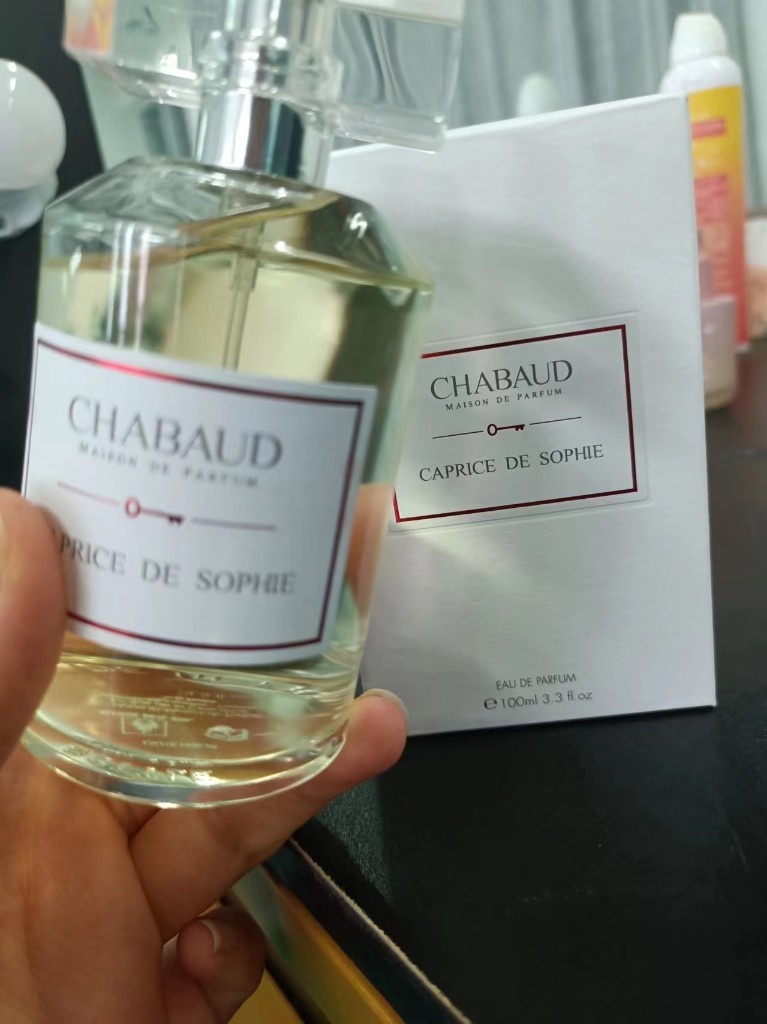 CHABAUD
MAISON DE PARFUM
PRICE DE SOPHIE
CHABAUD
MAISON DE PARFUM
CAPRICE DE SOPHIE
EAU DE PARFUM
℮100ml 3.3 fl.oz